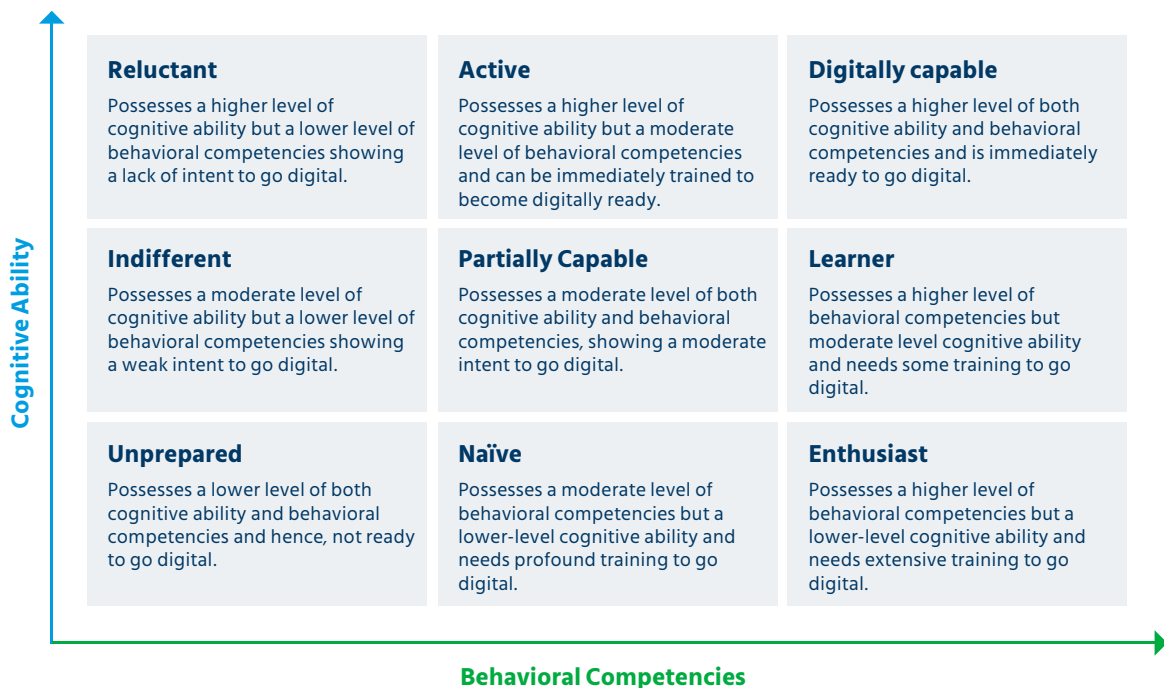 Cognitive Ability
Reluctant
Possesses a higher level of
cognitive ability but a lower level of
behavioral competencies showing
a lack of intent to go digital.
Active
Possesses a higher level of
cognitive ability but a moderate
level of behavioral competencies
and can be immediately trained to
become digitally ready.
Digitally capable
Possesses a higher level of both
cognitive ability and behavioral
competencies and is immediately
ready to go digital.
Indifferent
Possesses a moderate level of
cognitive ability but a lower level of
behavioral competencies showing
a weak intent to go digital.
Partially Capable
Possesses a moderate level of both
cognitive ability and behavioral
competencies, showing a moderate
intent to go digital.
Learner
Possesses a higher level of
behavioral competencies but
moderate level cognitive ability
and needs some training to go
digital.
Unprepared
Possesses a lower level of both
cognitive ability and behavioral
competencies and hence, not ready
to go digital.
Naïve
Possesses a moderate level of
behavioral competencies but a
lower-level cognitive ability and
needs profound training to go
digital.
Enthusiast
Possesses a higher level of
behavioral competencies but a
lower-level cognitive ability and
needs extensive training to go
digital.
Behavioral Competencies